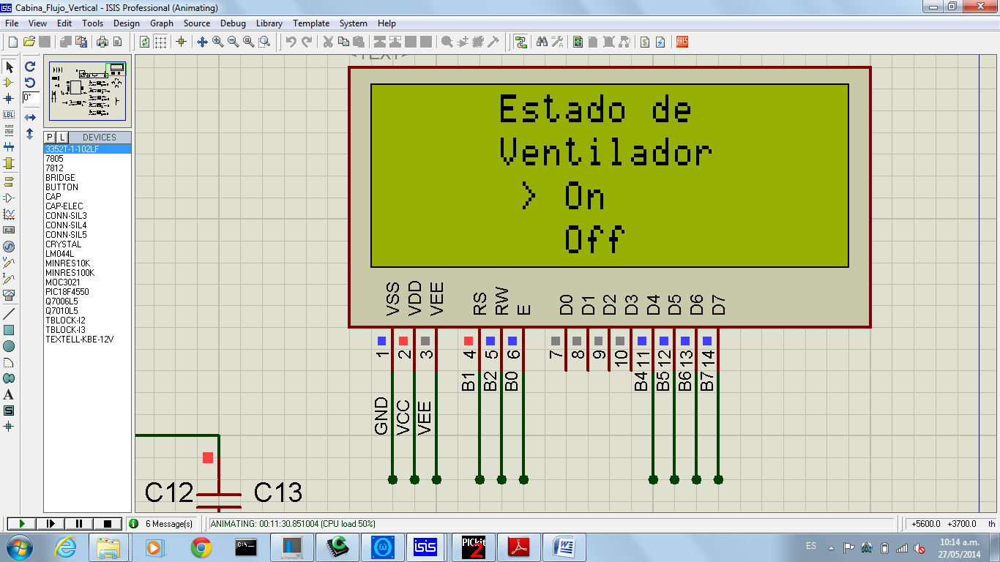 Cabina_Flujo_Vertical - ISIS Professional (Animating)
File View Edit Tools Design Graph Source Debug Library Template System Help
ARES
LBL
0°
P L DEVICES
3352T-1-102LF
7805
7812
BRIDGE
BUTTON
CAP
CAP-ELEC
CONN-SIL3
CONN-SIL4
CONN-SIL5
CRYSTAL
LM044L
MINRES10K
MINRES100K
MOC3021
PIC18F4550
Q7006L5
Q7010L5
TBLOCK-I2
TBLOCK-I3
TEXTELL-KBE-12V
<TEXT>
Estado de
Ventilador
> On
Off
VSS VDD VEE RS RW E D0 D1 D2 D3 D4 D5 D6 D7
1 2 3 4 5 6 7 8 9 10 11 12 13 14
B1 B2 B0 B4 B5 B6 B7
GND VCC VEE
C12 C13
6 Message(s) ANIMATING: 00:11:30.851004 (CPU load 50%) +5600.0 +3700.0 th
C:\_ isis PICkit 2 ES 10:14 a.m.
27/05/2014